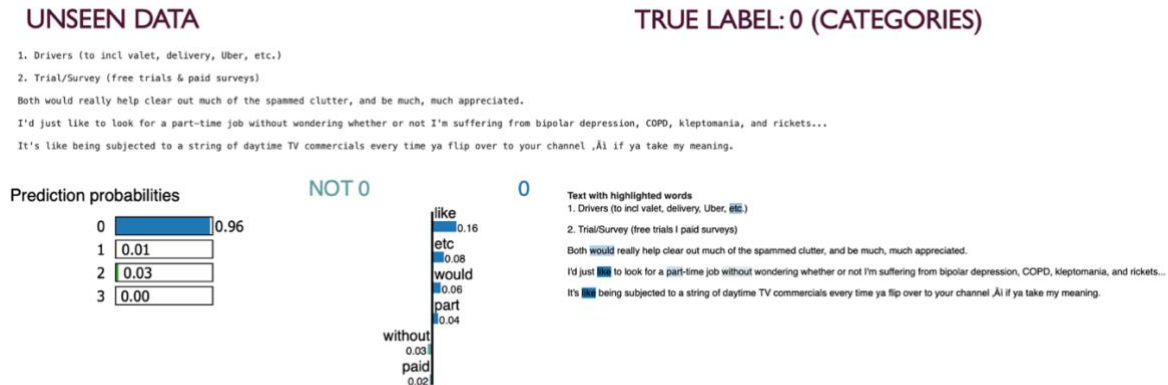 UNSEEN DATA
TRUE LABEL: 0 (CATEGORIES)
1. Drivers (to incl valet, delivery, Uber, etc.)
2. Trial/Survey (free trials & paid surveys)
Both would really help clear out much of the spammed clutter, and be much, much appreciated.
I'd just like to look for a part-time job without wondering whether or not I'm suffering from bipolar depression, COPD, kleptomania, and rickets...
It's like being subjected to a string of daytime TV commercials every time ya flip over to your channel ‚Äì if ya take my meaning.
Prediction probabilities
0 0.96
1 0.01
2 0.03
3 0.00
NOT 0
0
like
0.16
etc
0.08
would
0.06
part
0.04
without
0.03
paid
0.02
Text with highlighted words
1. Drivers (to incl valet, delivery, Uber, etc.)
2. Trial/Survey (free trials I paid surveys)
Both would really help clear out much of the spammed clutter, and be much, much appreciated.
I'd just like to look for a part-time job without wondering whether or not I'm suffering from bipolar depression, COPD, kleptomania, and rickets...
It's like being subjected to a string of daytime TV commercials every time ya flip over to your channel ‚Äì if ya take my meaning.